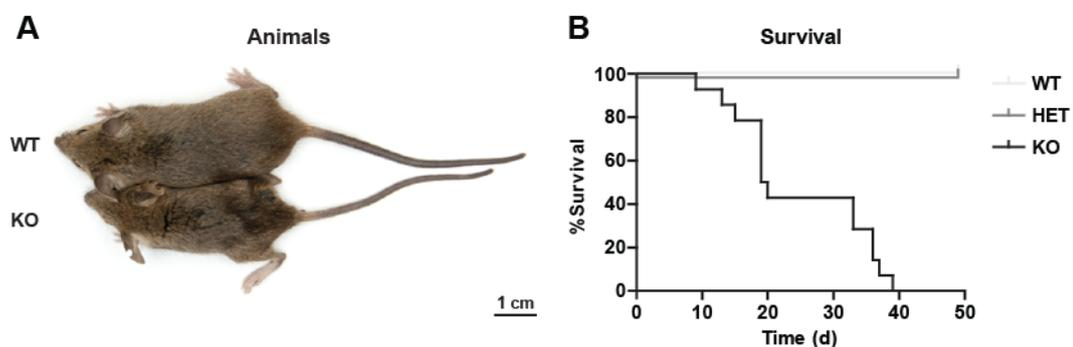 A
Animals
WT
KO
1 cm
B
Survival
%Survival
100
80
60
40
20
0
0 10 20 30 40 50
Time (d)
WT
HET
KO